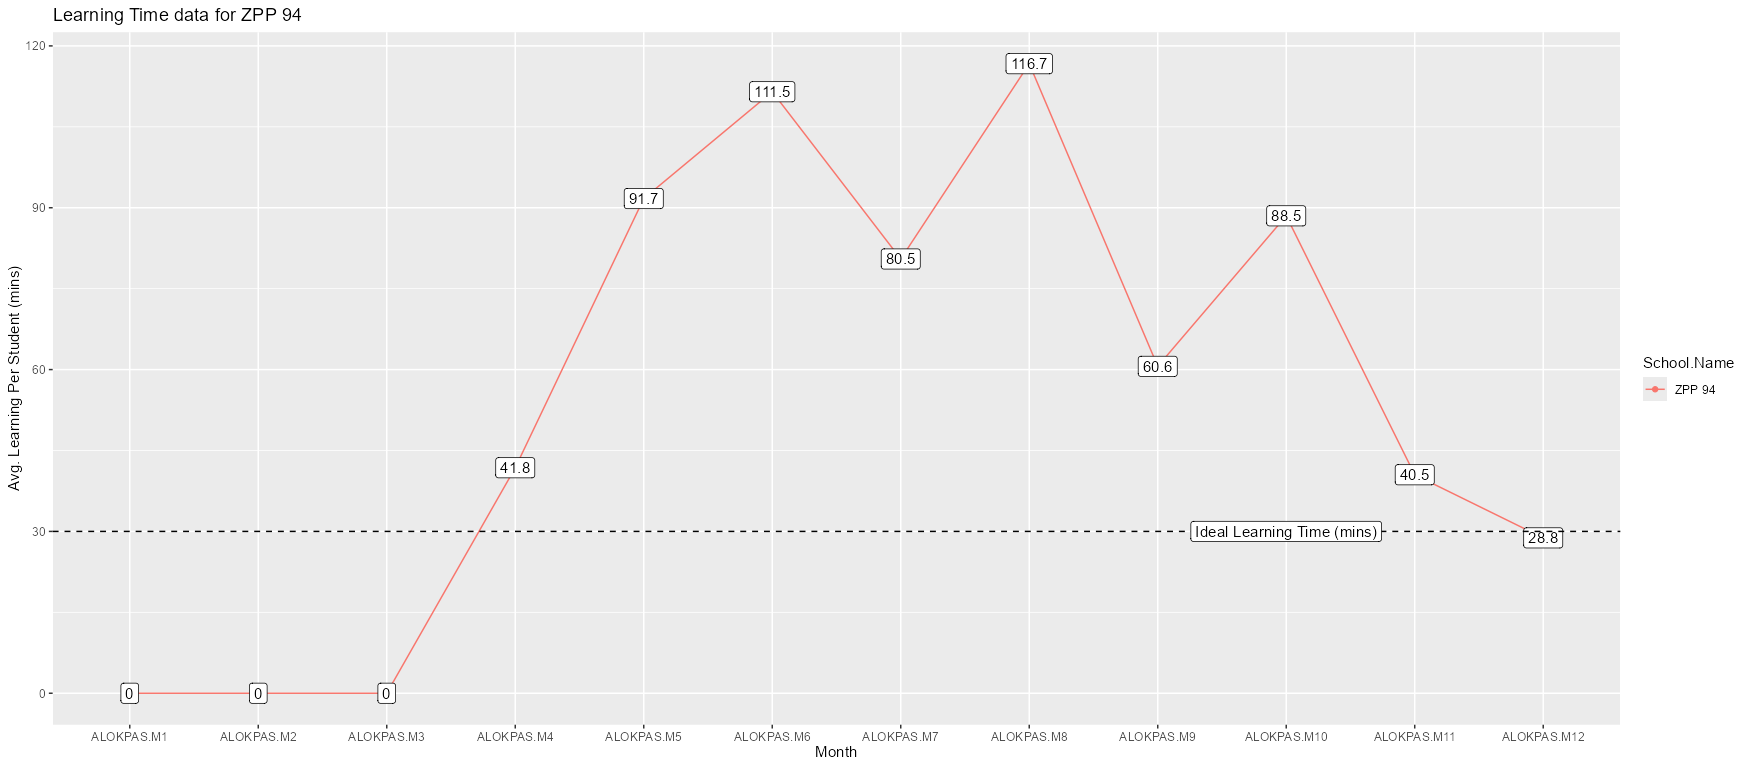 Learning Time data for ZPP 94
Avg. Learning Per Student (mins)
120
90
60
30
0
0
0
0
41.8
91.7
111.5
80.5
116.7
60.6
88.5
40.5
28.8
Ideal Learning Time (mins)
ALOKPAS.M1
ALOKPAS.M2
ALOKPAS.M3
ALOKPAS.M4
ALOKPAS.M5
ALOKPAS.M6
ALOKPAS.M7
ALOKPAS.M8
ALOKPAS.M9
ALOKPAS.M10
ALOKPAS.M11
ALOKPAS.M12
Month
School.Name
ZPP 94